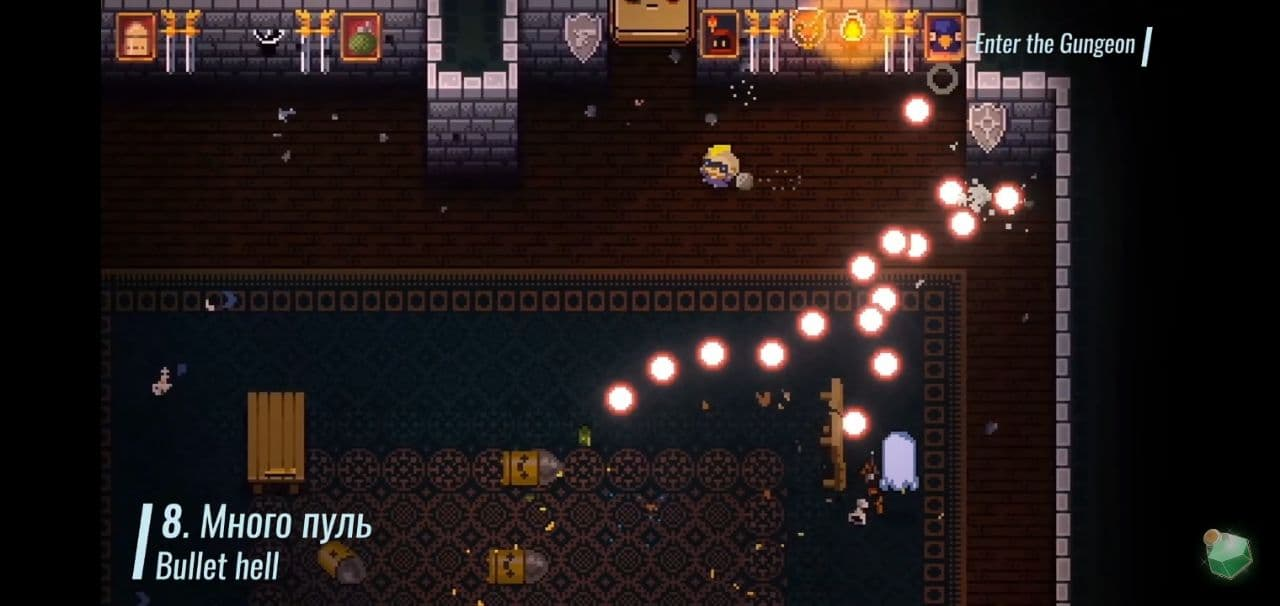 Enter the Gungeon
8. Много пуль
Bullet hell